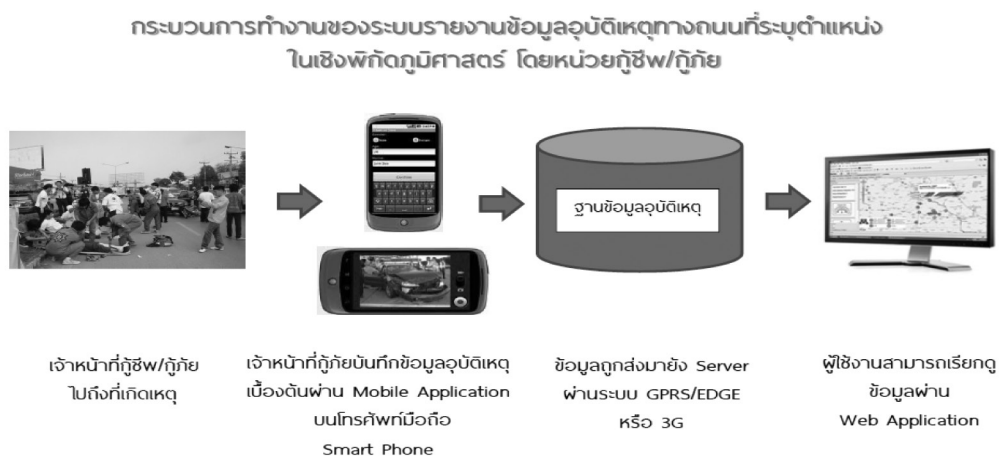 กระบวนการทำงานของระบบรายงานข้อมูลอุบัติเหตุทางถนนที่ระบุตำแหน่ง
ในเชิงพิกัดภูมิศาสตร์ โดยหน่วยกู้ชีพ/กู้ภัย
ฐานข้อมูลอุบัติเหตุ
เจ้าหน้าที่กู้ชีพ/กู้ภัย
ไปถึงที่เกิดเหตุ
เจ้าหน้าที่กู้ภัยบันทึกข้อมูลอุบัติเหตุ
เบื้องต้นผ่าน Mobile Application
บนโทรศัพท์มือถือ
Smart Phone
ข้อมูลถูกส่งมายัง Server
ผ่านระบบ GPRS/EDGE
หรือ 3G
ผู้ใช้งานสามารถเรียกดู
ข้อมูลผ่าน
Web Application